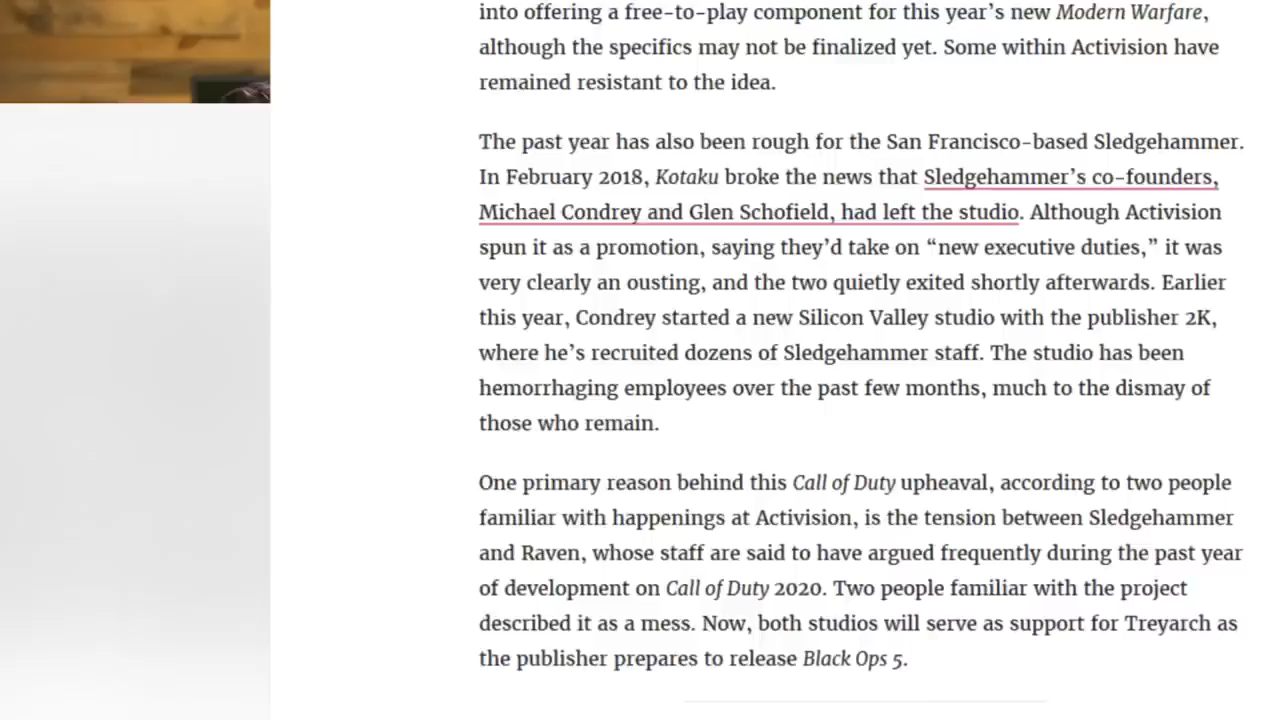 into offering a free-to-play component for this year’s new Modern Warfare,
although the specifics may not be finalized yet. Some within Activision have
remained resistant to the idea.
The past year has also been rough for the San Francisco-based Sledgehammer.
In February 2018, Kotaku broke the news that Sledgehammer’s co-founders,
Michael Condrey and Glen Schofield, had left the studio. Although Activision
spun it as a promotion, saying they’d take on “new executive duties,” it was
very clearly an ousting, and the two quietly exited shortly afterwards. Earlier
this year, Condrey started a new Silicon Valley studio with the publisher 2K,
where he’s recruited dozens of Sledgehammer staff. The studio has been
hemorrhaging employees over the past few months, much to the dismay of
those who remain.
One primary reason behind this Call of Duty upheaval, according to two people
familiar with happenings at Activision, is the tension between Sledgehammer
and Raven, whose staff are said to have argued frequently during the past year
of development on Call of Duty 2020. Two people familiar with the project
described it as a mess. Now, both studios will serve as support for Treyarch as
the publisher prepares to release Black Ops 5.